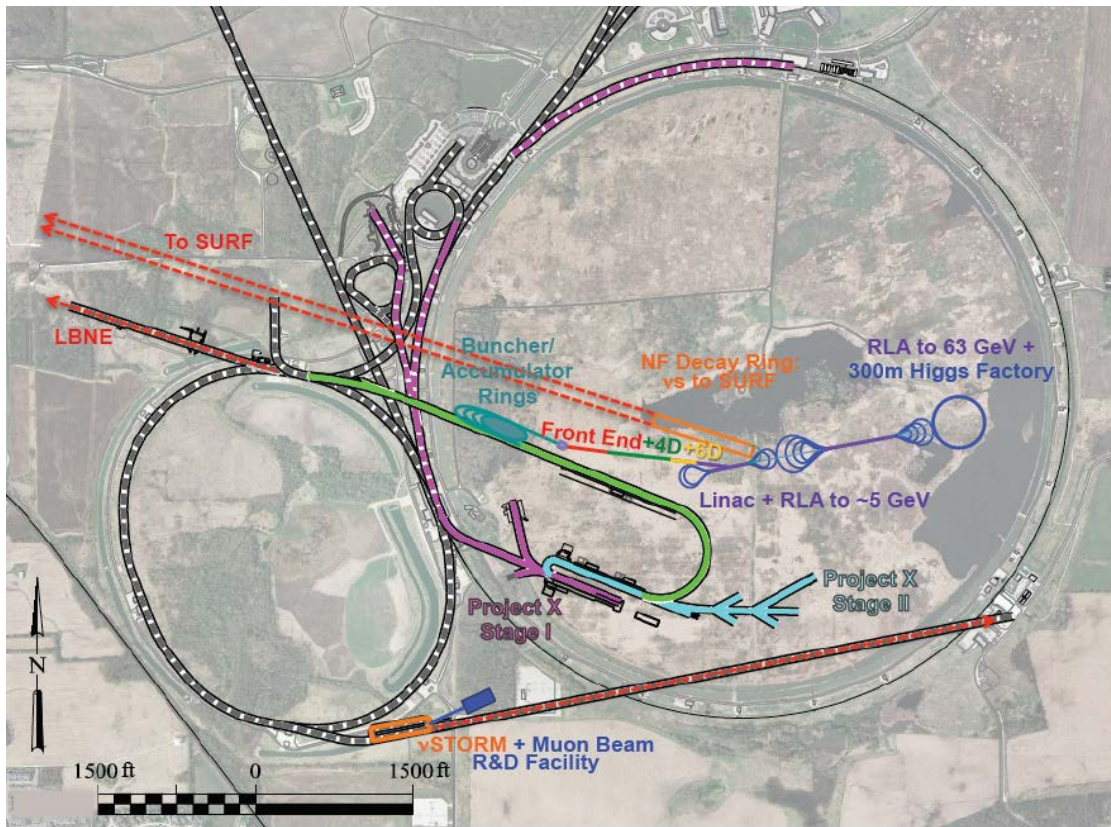 To SURF
LBNE
Buncher/
Accumulator
Rings
NF Decay Ring:
νs to SURF
RLA to 63 GeV +
300m Higgs Factory
Front End+4D+6D
Linac + RLA to ~5 GeV
Project X
Stage I
Project X
Stage II
N
νSTORM + Muon Beam
R&D Facility
1500 ft 0 1500 ft